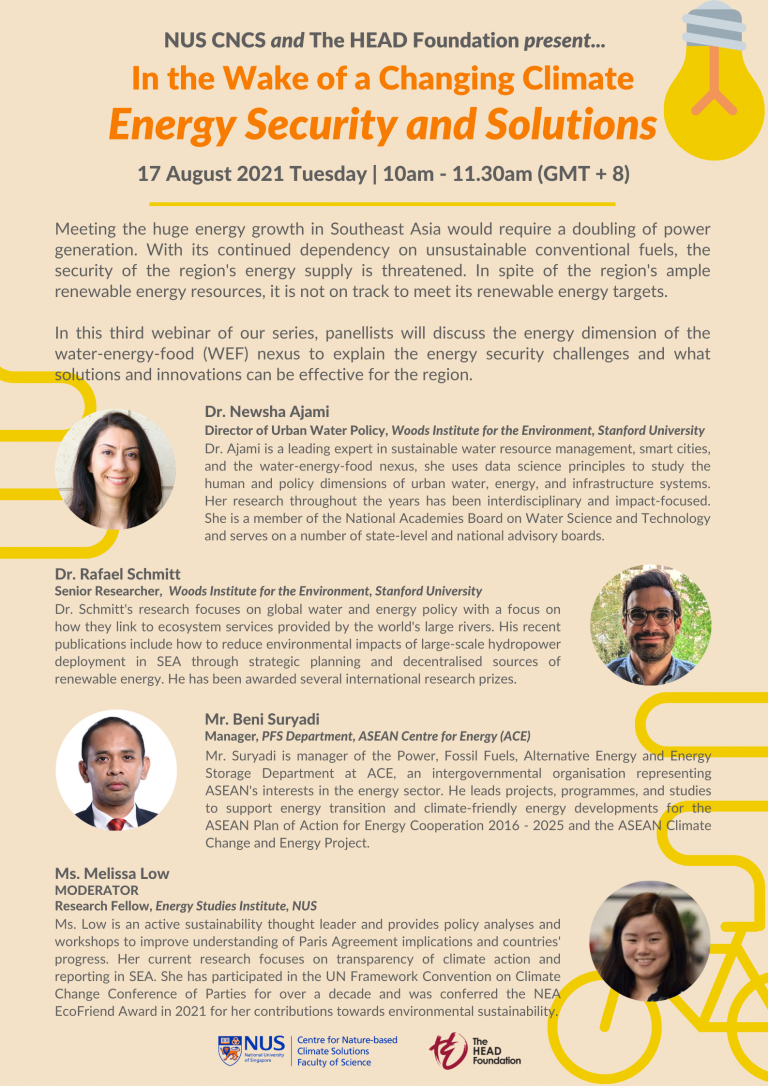 NUS CNCS and The HEAD Foundation present...
In the Wake of a Changing Climate
Energy Security and Solutions
17 August 2021 Tuesday | 10am - 11.30am (GMT + 8)
Meeting the huge energy growth in Southeast Asia would require a doubling of power
generation. With its continued dependency on unsustainable conventional fuels, the
security of the region's energy supply is threatened. In spite of the region's ample
renewable energy resources, it is not on track to meet its renewable energy targets.
In this third webinar of our series, panellists will discuss the energy dimension of the
water-energy-food (WEF) nexus to explain the energy security challenges and what
solutions and innovations can be effective for the region.
Dr. Newsha Ajami
Director of Urban Water Policy, Woods Institute for the Environment, Stanford University
Dr. Ajami is a leading expert in sustainable water resource management, smart cities,
and the water-energy-food nexus, she uses data science principles to study the
human and policy dimensions of urban water, energy, and infrastructure systems.
Her research throughout the years has been interdisciplinary and impact-focused.
She is a member of the National Academies Board on Water Science and Technology
and serves on a number of state-level and national advisory boards.
Dr. Rafael Schmitt
Senior Researcher, Woods Institute for the Environment, Stanford University
Dr. Schmitt's research focuses on global water and energy policy with a focus on
how they link to ecosystem services provided by the world's large rivers. His recent
publications include how to reduce environmental impacts of large-scale hydropower
deployment in SEA through strategic planning and decentralised sources of
renewable energy. He has been awarded several international research prizes.
Mr. Beni Suryadi
Manager, PFS Department, ASEAN Centre for Energy (ACE)
Mr. Suryadi is manager of the Power, Fossil Fuels, Alternative Energy and Energy
Storage Department at ACE, an intergovernmental organisation representing
ASEAN's interests in the energy sector. He leads projects, programmes, and studies
to support energy transition and climate-friendly energy developments for the
ASEAN Plan of Action for Energy Cooperation 2016 - 2025 and the ASEAN Climate
Change and Energy Project.
Ms. Melissa Low
MODERATOR
Research Fellow, Energy Studies Institute, NUS
Ms. Low is an active sustainability thought leader and provides policy analyses and
workshops to improve understanding of Paris Agreement implications and countries'
progress. Her current research focuses on transparency of climate action and
reporting in SEA. She has participated in the UN Framework Convention on Climate
Change Conference of Parties for over a decade and was conferred the NEA
EcoFriend Award in 2021 for her contributions towards environmental sustainability.
NUS
National University
of Singapore
Centre for Nature-based
Climate Solutions
Faculty of Science
The
HEAD
Foundation